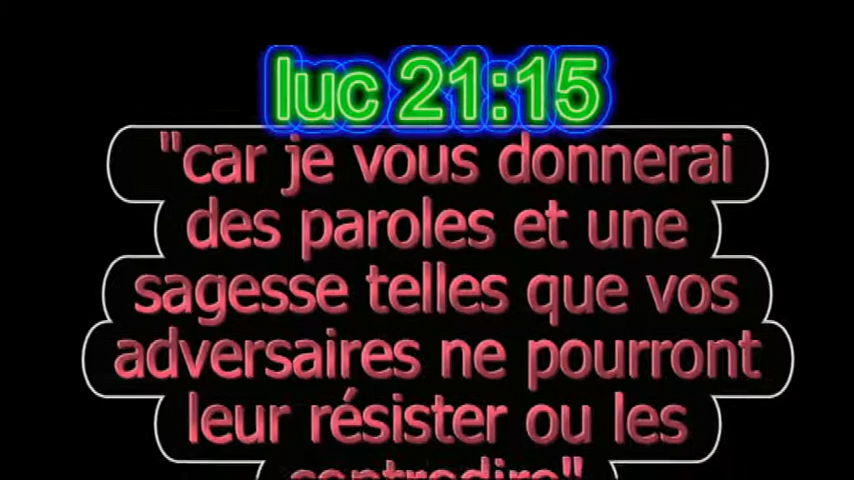 luc 21:15
"car je vous donnerai
des paroles et une
sagesse telles que vos
adversaires ne pourront
leur résister ou les
contredire"